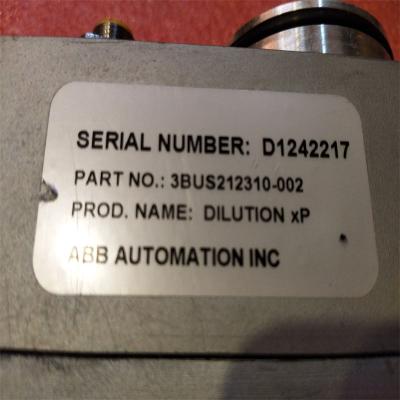 SERIAL NUMBER: D1242217
PART NO.: 3BUS212310-002
PROD. NAME: DILUTION xP
ABB AUTOMATION INC